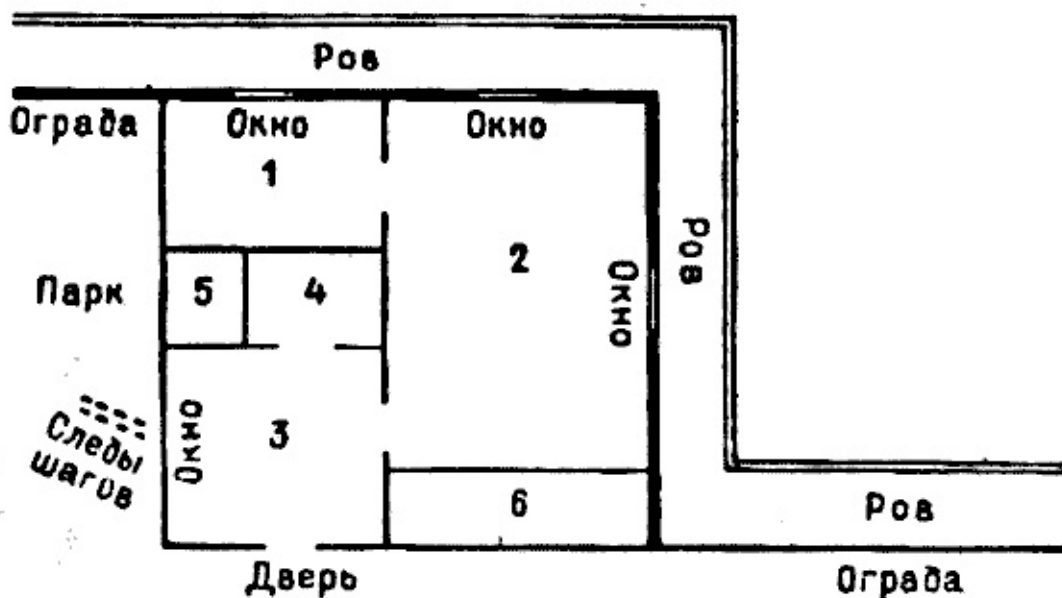 Ров
Ограда
Окно
Окно
1
2
Ров
Окно
Парк
5
4
Следы
шагов
Окно
3
6
Ров
Дверь
Ограда